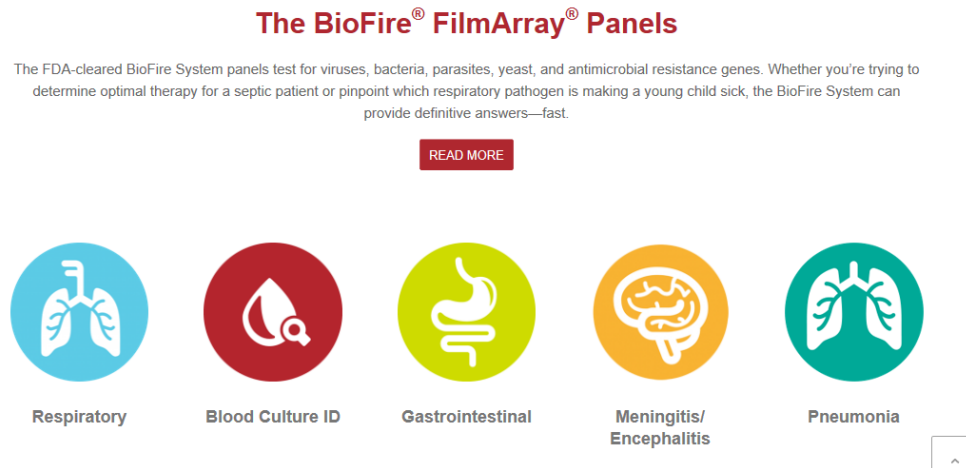 The BioFire® FilmArray® Panels
The FDA-cleared BioFire System panels test for viruses, bacteria, parasites, yeast, and antimicrobial resistance genes. Whether you’re trying to
determine optimal therapy for a septic patient or pinpoint which respiratory pathogen is making a young child sick, the BioFire System can
provide definitive answers—fast.
READ MORE
Respiratory
Blood Culture ID
Gastrointestinal
Meningitis/
Encephalitis
Pneumonia